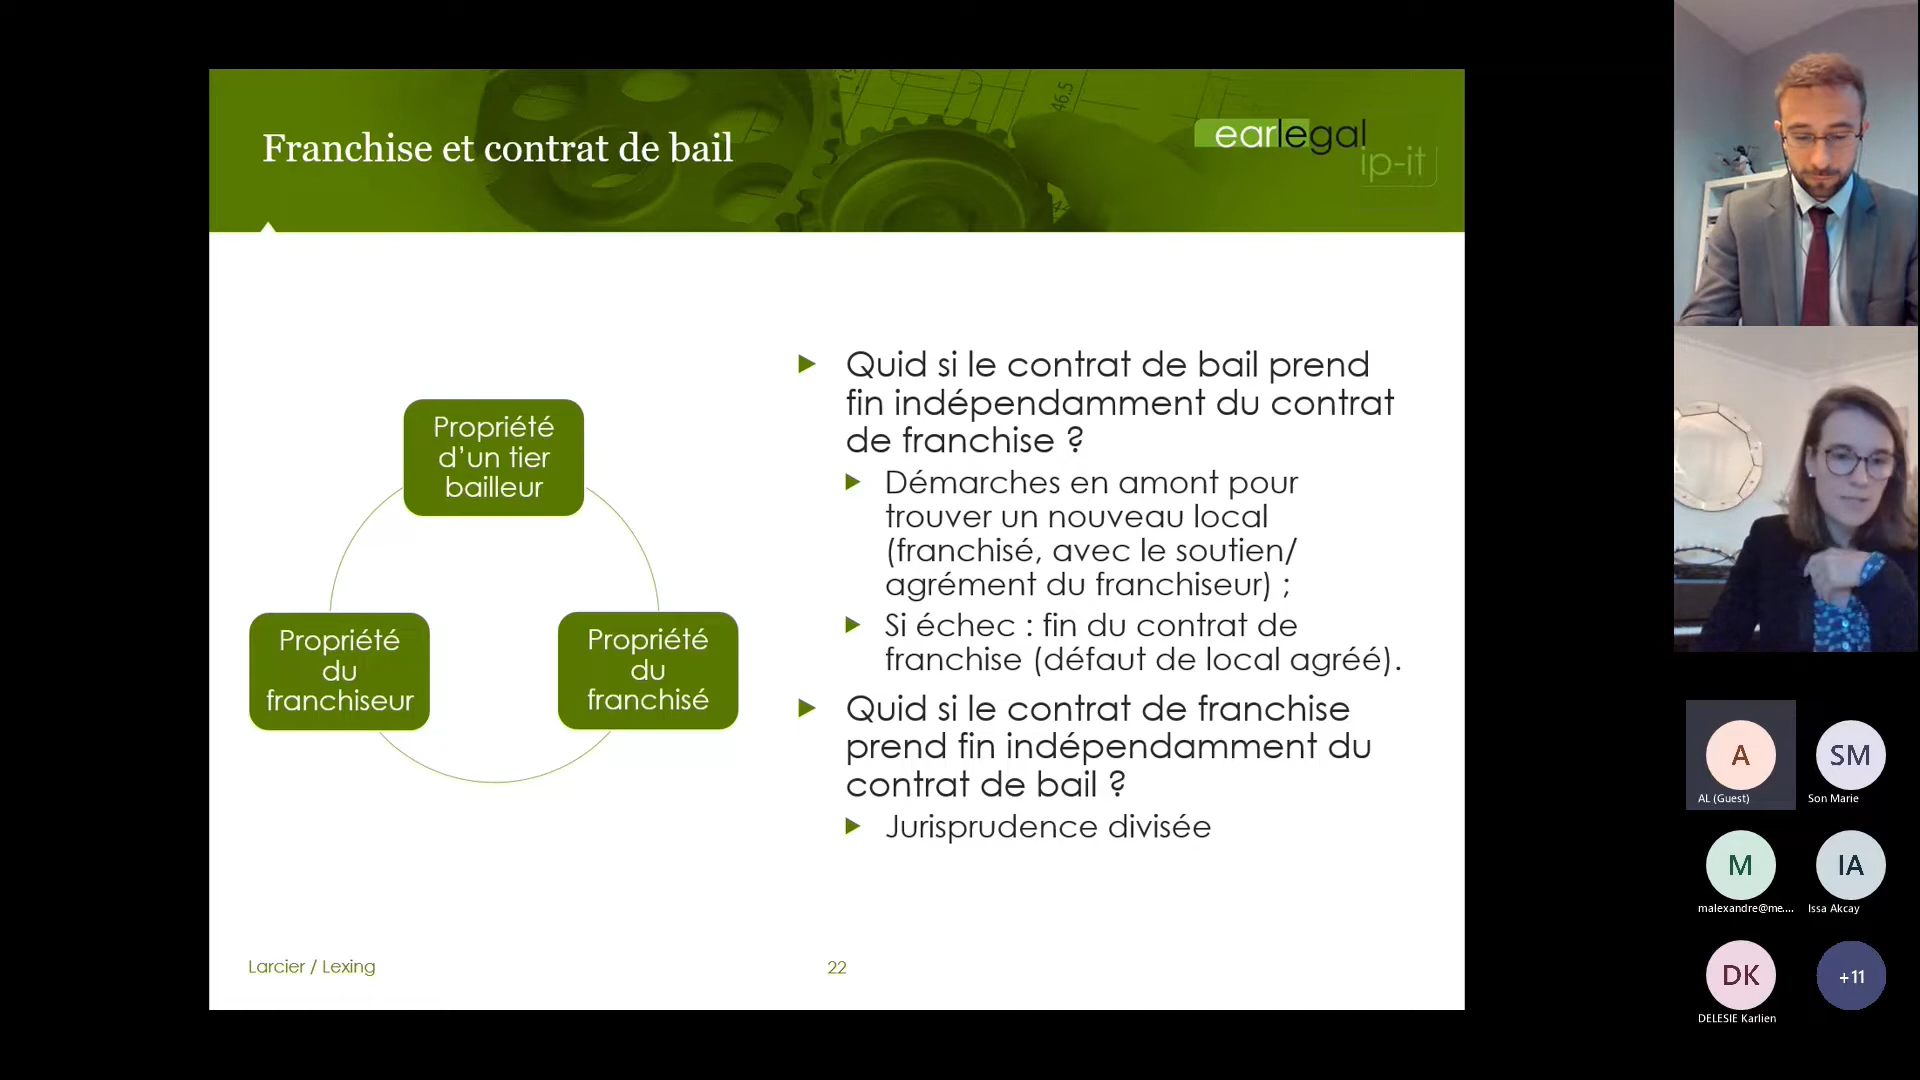 Franchise et contrat de bail
earlegal
ip-it
46.5
Propriété
d’un tier
bailleur
Propriété
du
franchiseur
Propriété
du
franchisé
Quid si le contrat de bail prend
fin indépendamment du contrat
de franchise ?
Démarches en amont pour
trouver un nouveau local
(franchisé, avec le soutien/
agrément du franchiseur) ;
Si échec : fin du contrat de
franchise (défaut de local agréé).
Quid si le contrat de franchise
prend fin indépendamment du
contrat de bail ?
Jurisprudence divisée
Larcier / Lexing
22
A
AL (Guest)
SM
Son Marie
M
malexandre@me....
IA
Issa Akcay
DK
DELESIE Karlien
+11